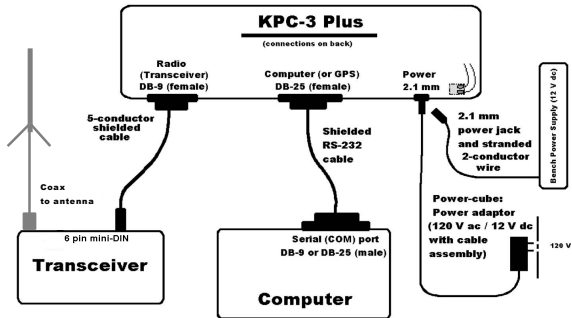 KPC-3 Plus
(connections on back)
Radio
(Transceiver)
DB-9 (female)
Computer (or GPS)
DB-25 (female)
Power
2.1 mm
5-conductor
shielded
cable
Shielded
RS-232
cable
2.1 mm
power jack
and stranded
2-conductor
wire
Bench Power Supply (12 V dc)
Coax
to antenna
Power-cube:
Power adaptor
(120 V ac / 12 V dc
with cable
assembly)
120 V
6 pin mini-DIN
Transceiver
Serial (COM) port
DB-9 or DB-25 (male)
Computer